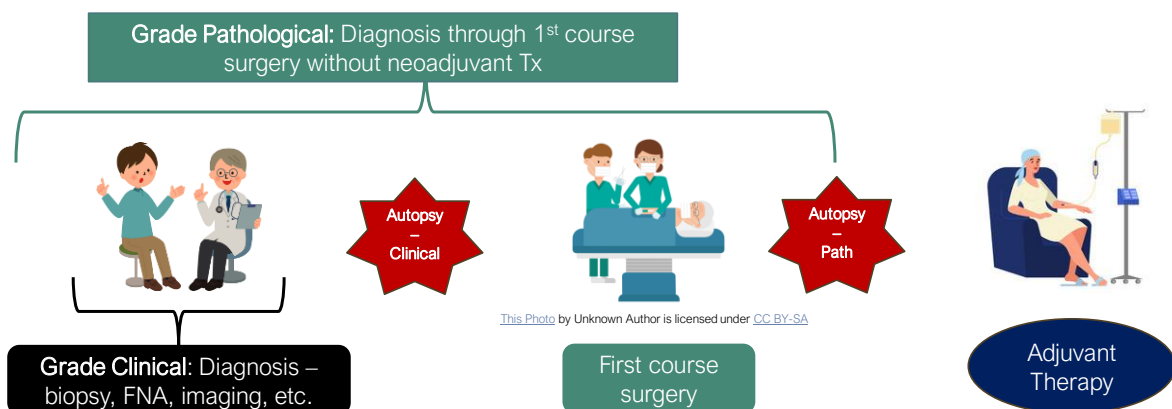 Grade Pathological: Diagnosis through 1st course
surgery without neoadjuvant Tx
Autopsy
–
Clinical
Autopsy
–
Path
This Photo by Unknown Author is licensed under CC BY-SA
Grade Clinical: Diagnosis –
biopsy, FNA, imaging, etc.
First course
surgery
Adjuvant
Therapy